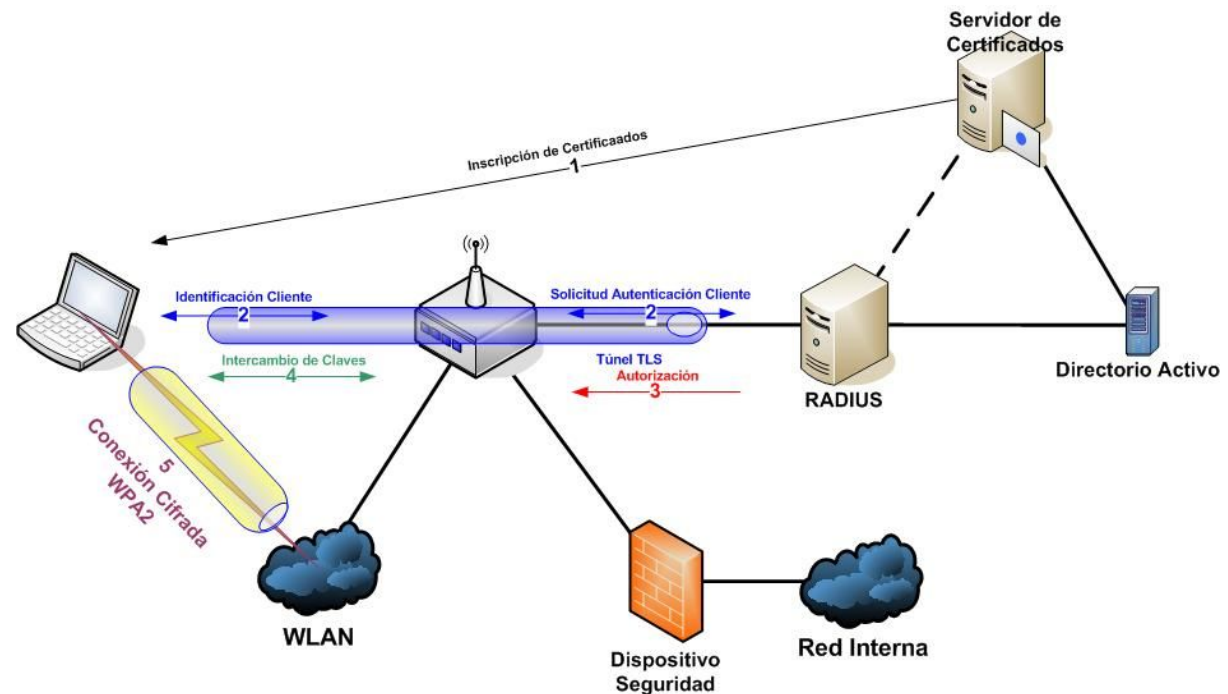 Servidor de
Certificados
Inscripción de Certificaados
1
Identificación Cliente
2
Solicitud Autenticación Cliente
2
Intercambio de Claves
4
Túnel TLS
Autorización
3
RADIUS
Directorio Activo
5
Conexión Cifrada
WPA2
WLAN
Dispositivo
Seguridad
Red Interna